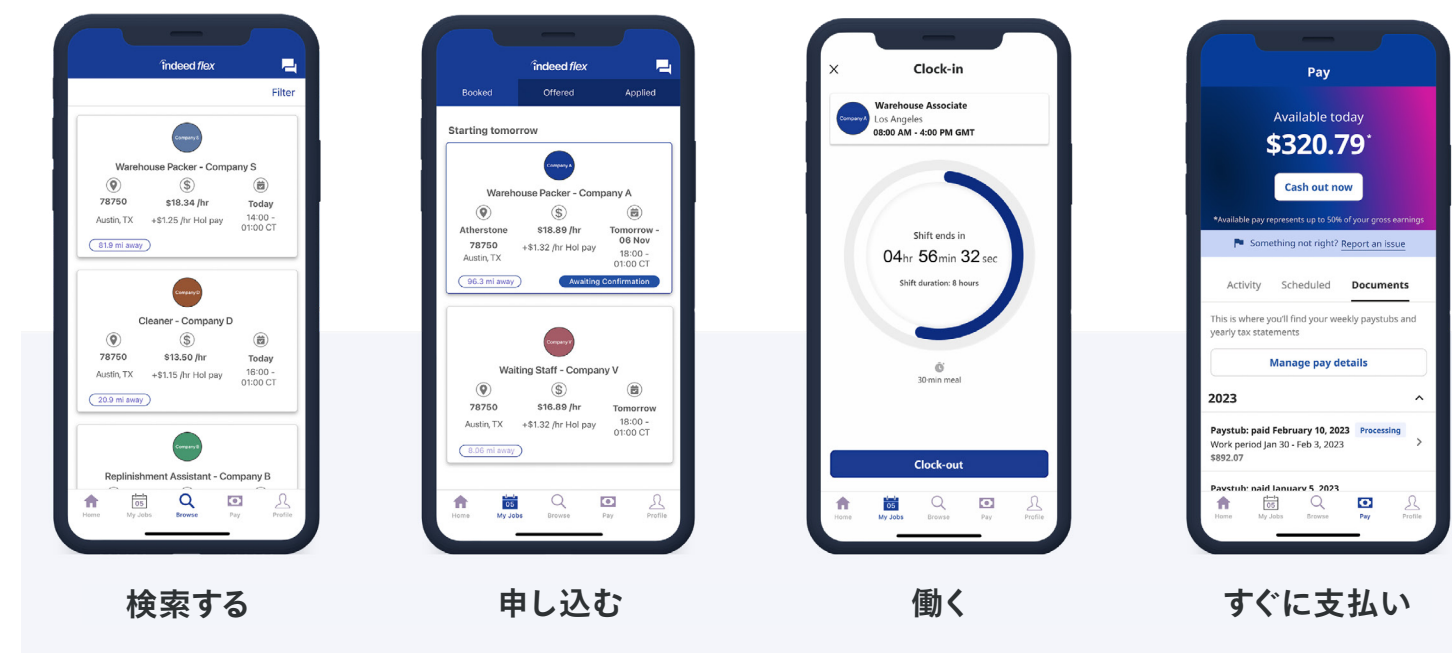 indeed flex
Filter
Company S
Warehouse Packer - Company S
78750 $18.34 /hr Today
Austin, TX +$1.25 /hr Hol pay 14:00 -
01:00 CT
81.9 mi away
Company D
Cleaner - Company D
78750 $13.50 /hr Today
Austin, TX +$1.15 /hr Hol pay 16:00 -
01:00 CT
20.9 mi away
Company B
Replinishment Assistant - Company B
05
Home My Jobs Browse Pay Profile
検索する
indeed flex
Booked Offered Applied
Starting tomorrow
Company A
Warehouse Packer - Company A
Atherstone $18.89 /hr Tomorrow -
06 Nov
78750 +$1.32 /hr Hol pay
Austin, TX 18:00 -
01:00 CT
96.3 mi away Awaiting Confirmation
Company V
Waiting Staff - Company V
78750 $16.89 /hr Tomorrow
Austin, TX +$1.32 /hr Hol pay 18:00 -
01:00 CT
8.06 mi away
05
Home My Jobs Browse Pay Profile
申し込む
Clock-in
Company A
Warehouse Associate
Los Angeles
08:00 AM - 4:00 PM GMT
Shift ends in
04hr 56min 32 sec
Shift duration: 8 hours
30-min meal
Clock-out
05
Home My Jobs Browse Pay Profile
働く
Pay
Available today
$320.79*
Cash out now
*Available pay represents up to 50% of your gross earnings
Something not right? Report an issue
Activity Scheduled Documents
This is where you'll find your weekly paystubs and
yearly tax statements
Manage pay details
2023
Paystub: paid February 10, 2023 Processing
Work period Jan 30 - Feb 3, 2023
$892.07
Paystub: paid January 5, 2023
05
Home My Jobs Browse Pay Profile
すぐに支払い